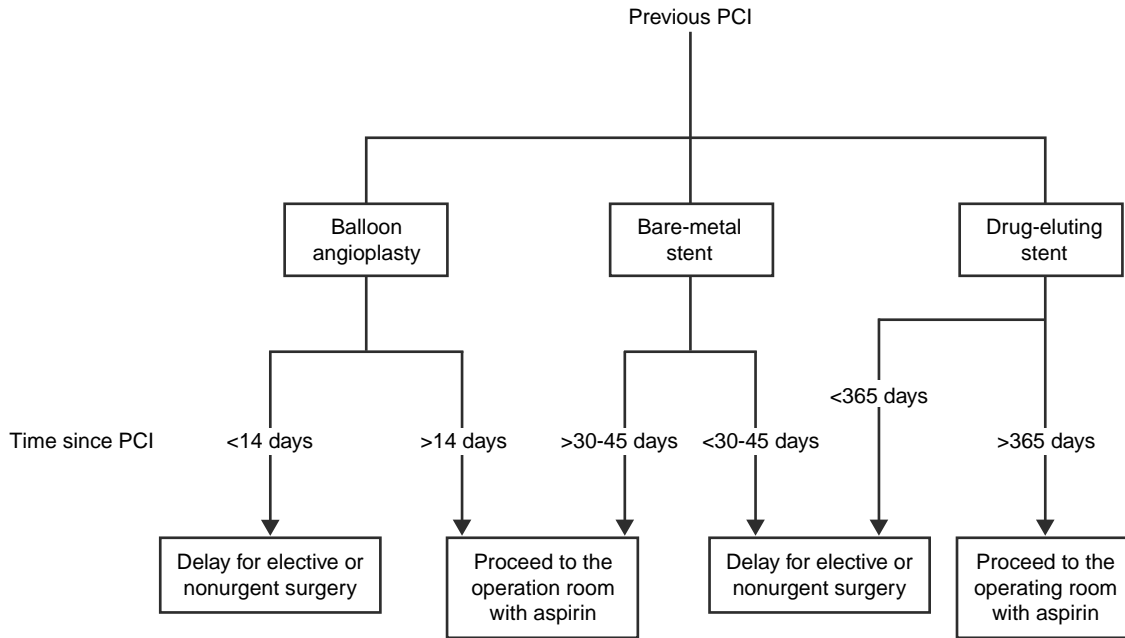 Previous PCI
Balloon
angioplasty
Bare-metal
stent
Drug-eluting
stent
<365 days
Time since PCI
<14 days
>14 days
>30-45 days
<30-45 days
>365 days
Delay for elective or
nonurgent surgery
Proceed to the
operation room
with aspirin
Delay for elective or
nonurgent surgery
Proceed to the
operating room
with aspirin